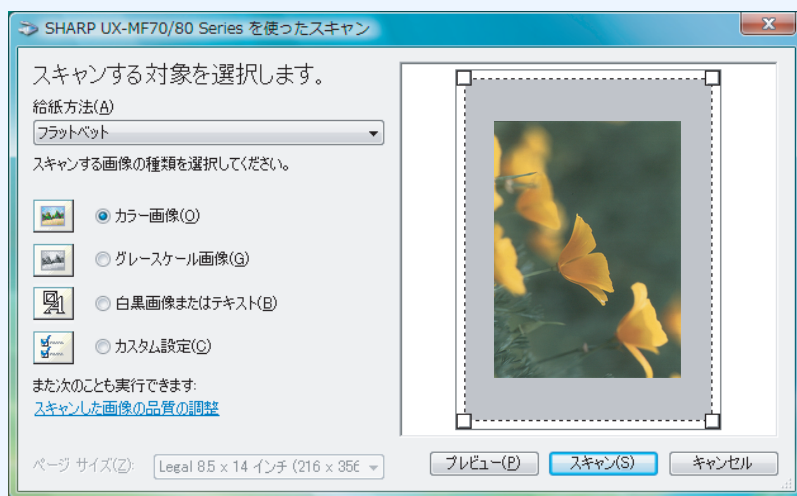 SHARP UX-MF70/80 Series を使ったスキャン
スキャンする対象を選択します。
給紙方法(A)
フラットベット
スキャンする画像の種類を選択してください。
カラー画像(O)
グレースケール画像(G)
白黒画像またはテキスト(B)
カスタム設定(C)
また次のことも実行できます:
スキャンした画像の品質の調整
ページ サイズ(Z):
Legal 8.5 x 14 インチ (216 x 356
プレビュー(P)
スキャン(S)
キャンセル